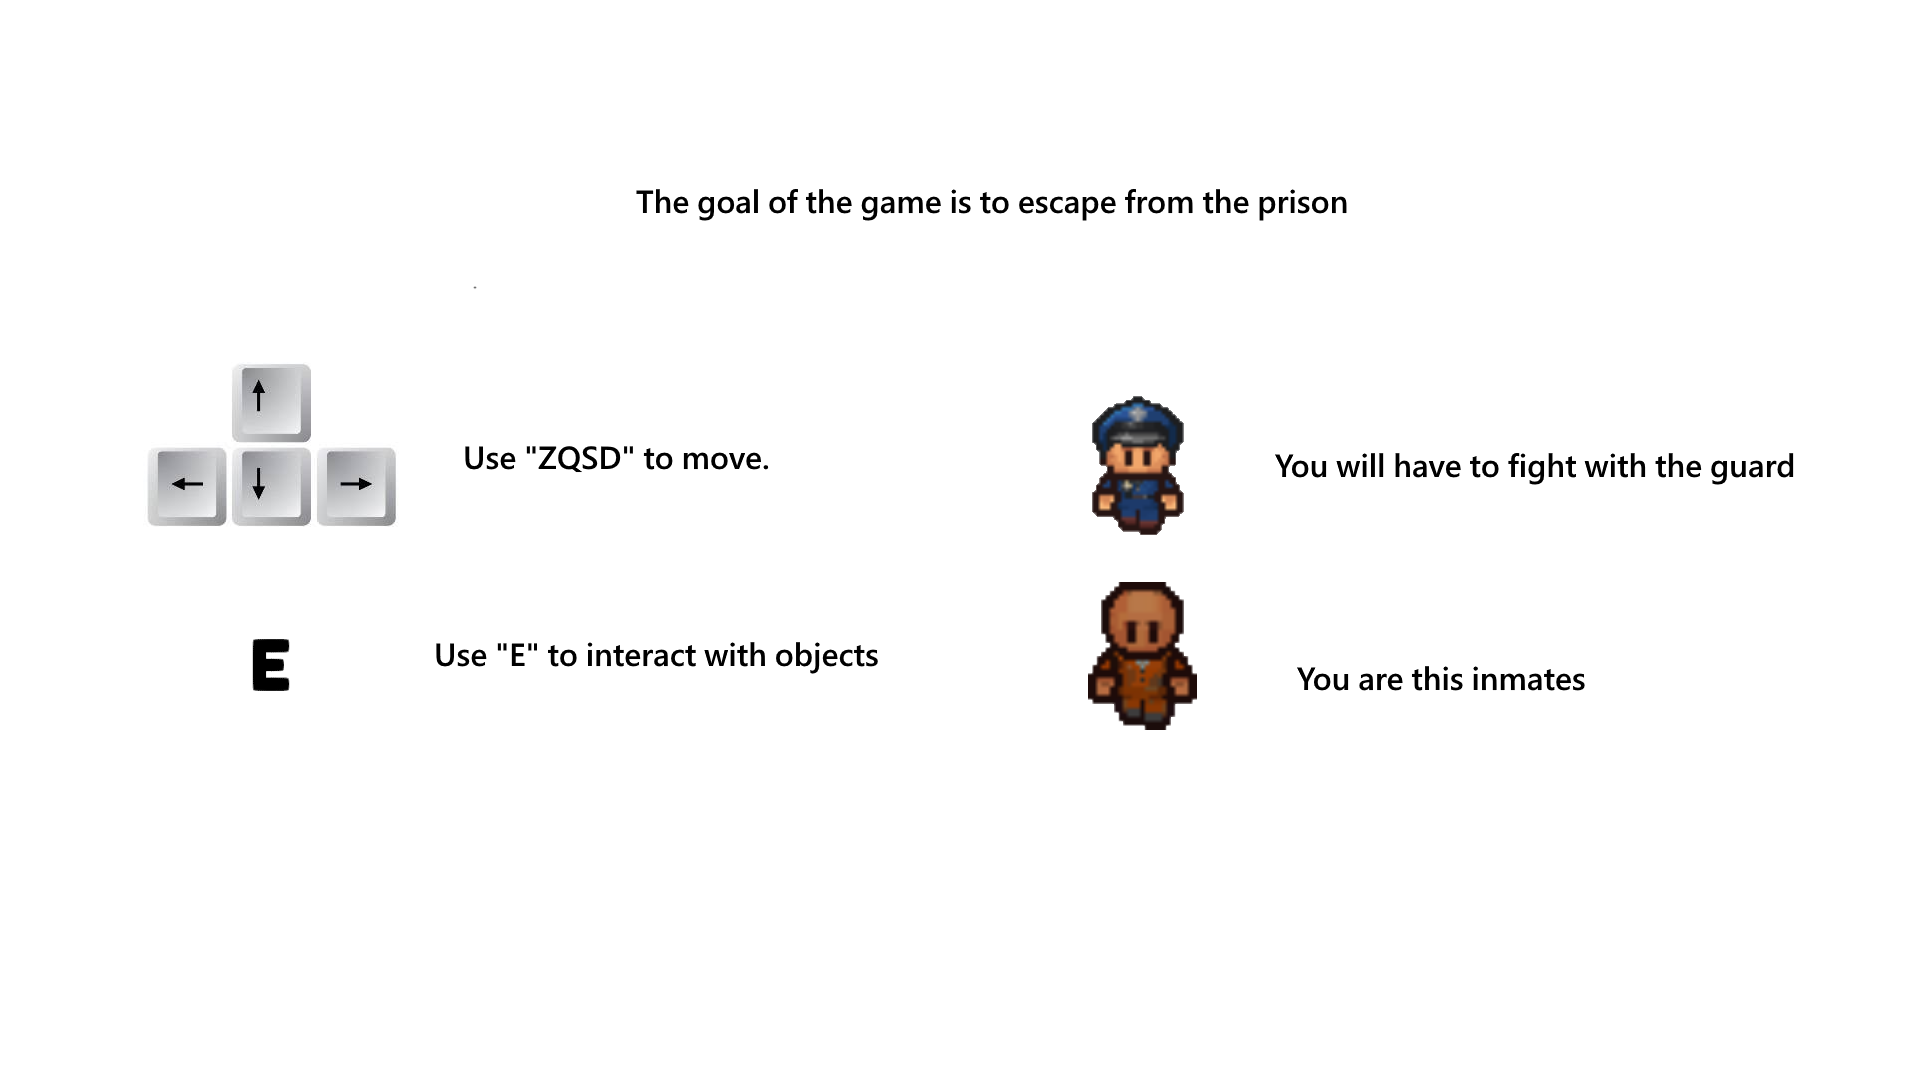 The goal of the game is to escape from the prison
Use "ZQSD" to move.
You will have to fight with the guard
E
Use "E" to interact with objects
You are this inmates